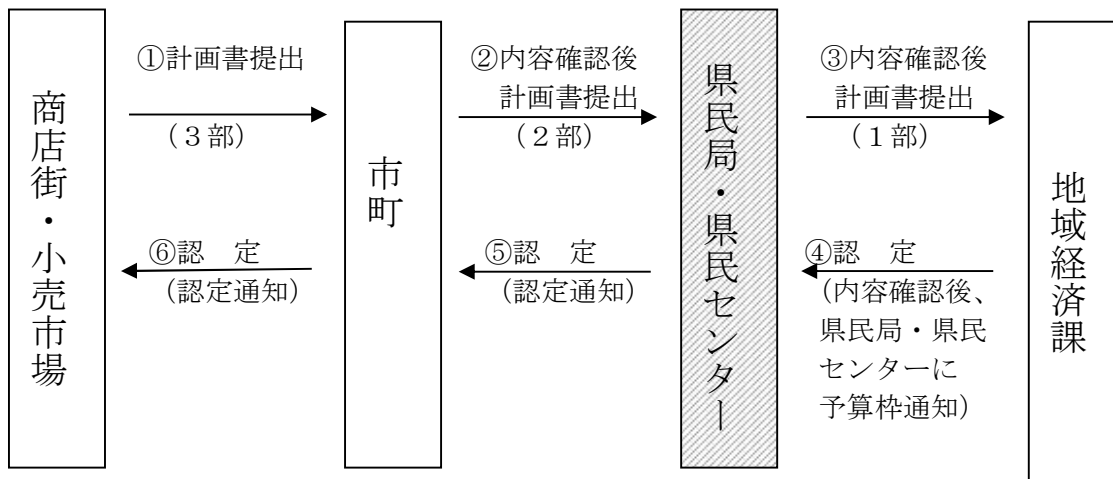 商店街・小売市場
①計画書提出
（３部）
⑥認　定
（認定通知）
市町
②内容確認後
計画書提出
（２部）
⑤認　定
（認定通知）
県民局・県民センター
③内容確認後
計画書提出
（１部）
④認　定
（内容確認後、
県民局・県民
センターに
予算枠通知）
地域経済課